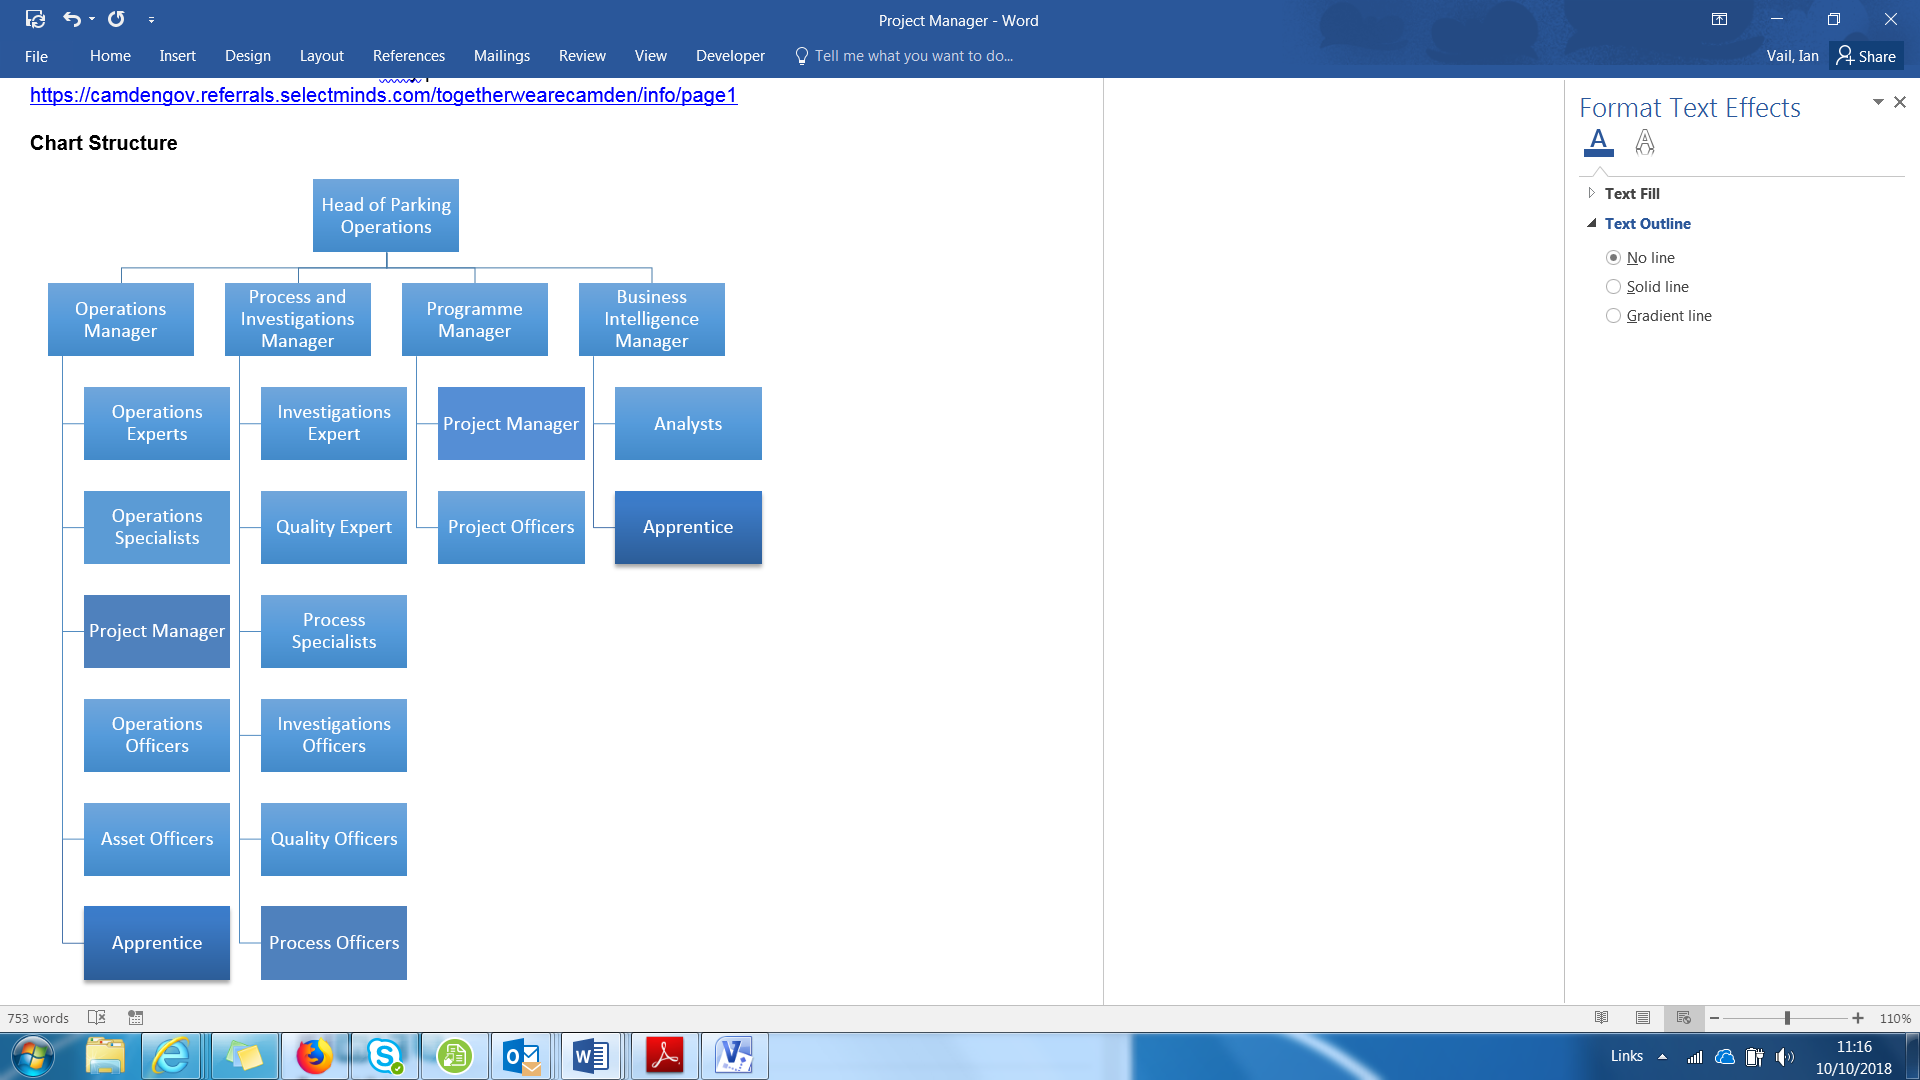 Project Manager - Word
File Home Insert Design Layout References Mailings Review View Developer Tell me what you want to do... Vail, Ian Share
https://camdengov.referrals.selectminds.com/togetherwearecamden/info/page1
Chart Structure
Head of Parking
Operations
Operations
Manager
Process and
Investigations
Manager
Programme
Manager
Business
Intelligence
Manager
Operations
Experts
Investigations
Expert
Project Manager
Analysts
Operations
Specialists
Quality Expert
Project Officers
Apprentice
Project Manager
Process
Specialists
Operations
Officers
Investigations
Officers
Asset Officers
Quality Officers
Apprentice
Process Officers
Format Text Effects
Text Fill
Text Outline
No line
Solid line
Gradient line
753 words
110%
Links
11:16
10/10/2018